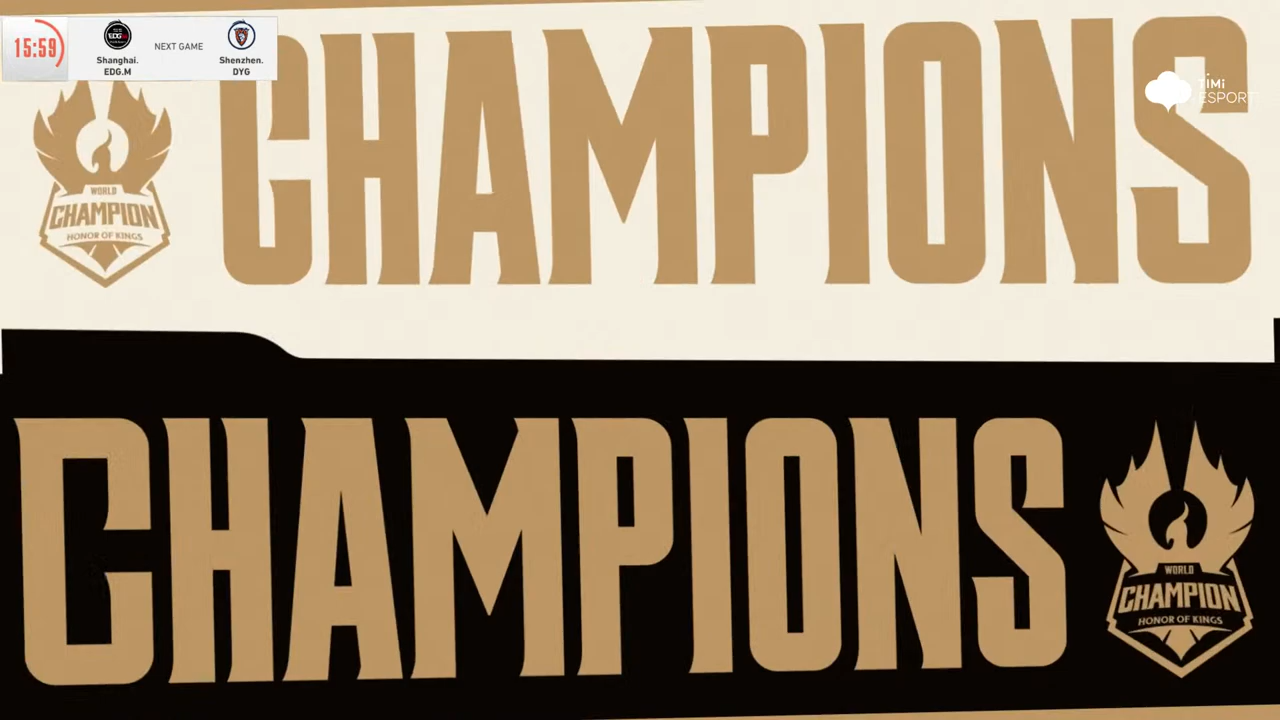 15:59
Shanghai.
EDG.M
NEXT GAME
Shenzhen.
DYG
TiMi
ESPORT
CHAMPIONS
WORLD
CHAMPION
HONOR OF KINGS
CHAMPIONS
WORLD
CHAMPION
HONOR OF KINGS